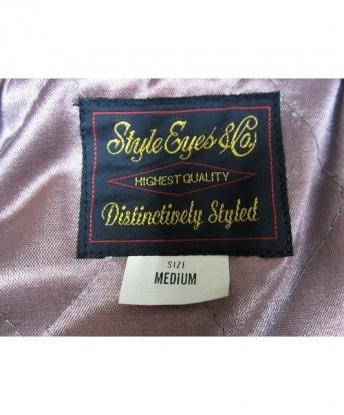 Style Eyes & Co.
HIGHEST QUALITY
Distinctively Styled
SIZE
MEDIUM